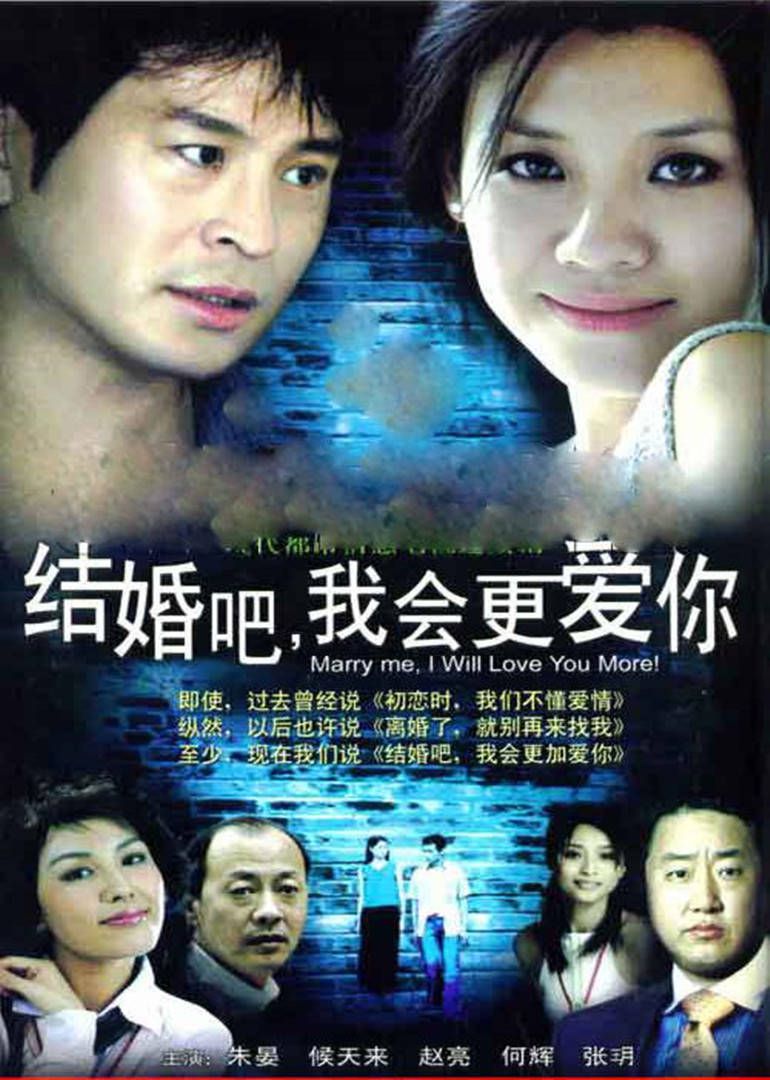 结婚吧,我会更爱你
Marry me, I Will Love You More!
即使，过去曾经说《初恋时，我们不懂爱情》
纵然，以后也许说《离婚了，就别再来找我》
至少，现在我们说《结婚吧，我会更加爱你》
主演：朱晏 候天来 赵亮 何辉 张玥